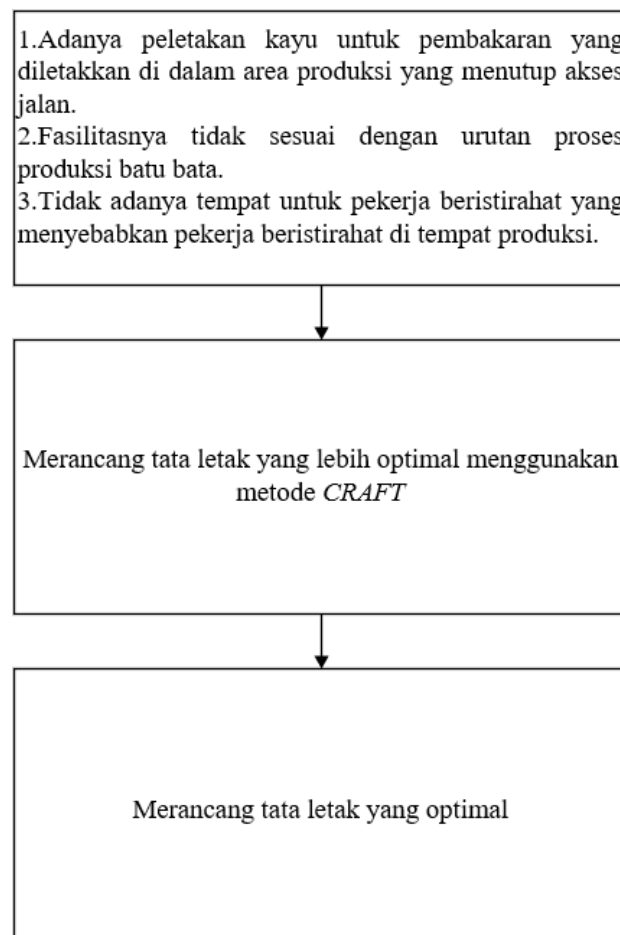 1.Adanya peletakan kayu untuk pembakaran yang
diletakkan di dalam area produksi yang menutup akses
jalan.
2.Fasilitasnya tidak sesuai dengan urutan proses
produksi batu bata.
3.Tidak adanya tempat untuk pekerja beristirahat yang
menyebabkan pekerja beristirahat di tempat produksi.
Merancang tata letak yang lebih optimal menggunakan
metode CRAFT
Merancang tata letak yang optimal